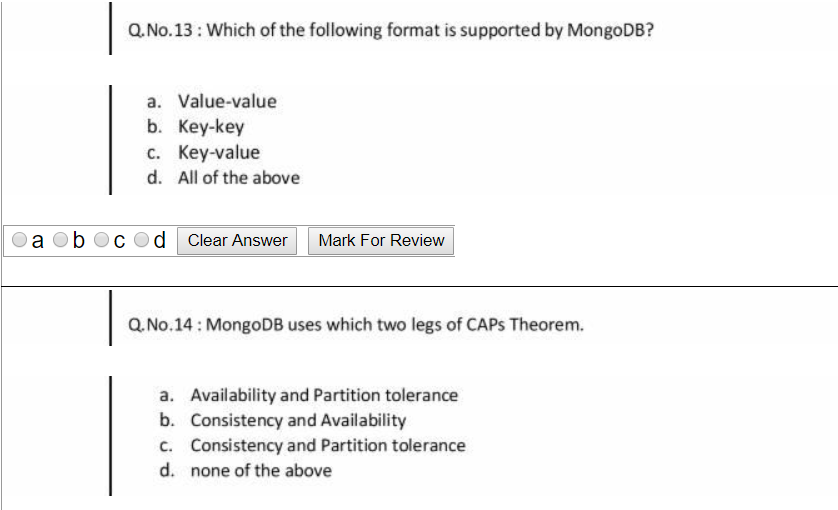 Q.No.13 : Which of the following format is supported by MongoDB?
a. Value-value
b. Key-key
c. Key-value
d. All of the above
a b c d Clear Answer Mark For Review
Q.No.14 : MongoDB uses which two legs of CAPs Theorem.
a. Availability and Partition tolerance
b. Consistency and Availability
c. Consistency and Partition tolerance
d. none of the above